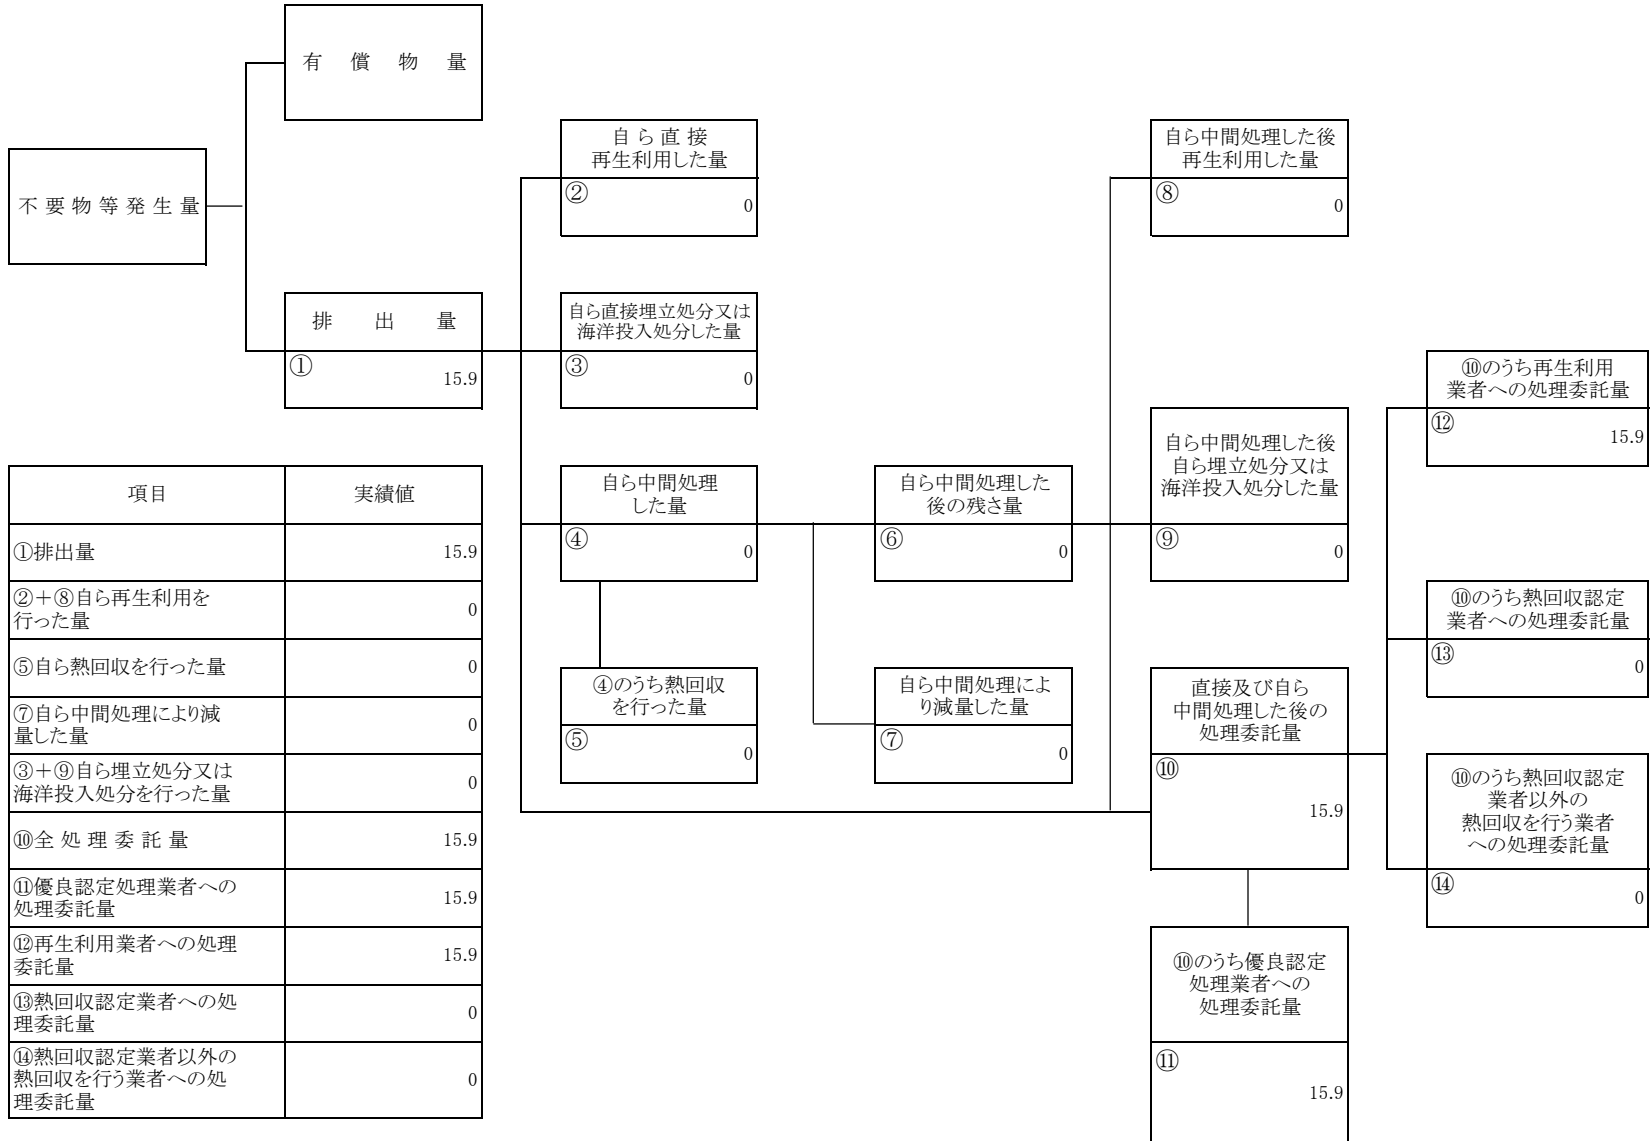 有償物量
不要物等発生量
排出量
①
15.9
自ら直接
再生利用した量
②
0
自ら直接埋立処分又は
海洋投入処分した量
③
0
自ら中間処理
した量
④
0
④のうち熱回収
を行った量
⑤
0
自ら中間処理した
後の残さ量
⑥
0
自ら中間処理によ
り減量した量
⑦
0
自ら中間処理した後
再生利用した量
⑧
0
自ら中間処理した後
自ら埋立処分又は
海洋投入処分した量
⑨
0
直接及び自ら
中間処理した後の
処理委託量
⑩
15.9
⑩のうち優良認定
処理業者への
処理委託量
⑪
15.9
⑩のうち再生利用
業者への処理委託量
⑫
15.9
⑩のうち熱回収認定
業者への処理委託量
⑬
0
⑩のうち熱回収認定
業者以外の
熱回収を行う業者
への処理委託量
⑭
0
項目 実績値
①排出量 15.9
②+⑧自ら再生利用を
行った量 0
⑤自ら熱回収を行った量 0
⑦自ら中間処理により減
量した量 0
③+⑨自ら埋立処分又は
海洋投入処分を行った量 0
⑩全処理委託量 15.9
⑪優良認定処理業者への
処理委託量 15.9
⑫再生利用業者への処理
委託量 15.9
⑬熱回収認定業者への処
理委託量 0
⑭熱回収認定業者以外の
熱回収を行う業者への処
理委託量 0